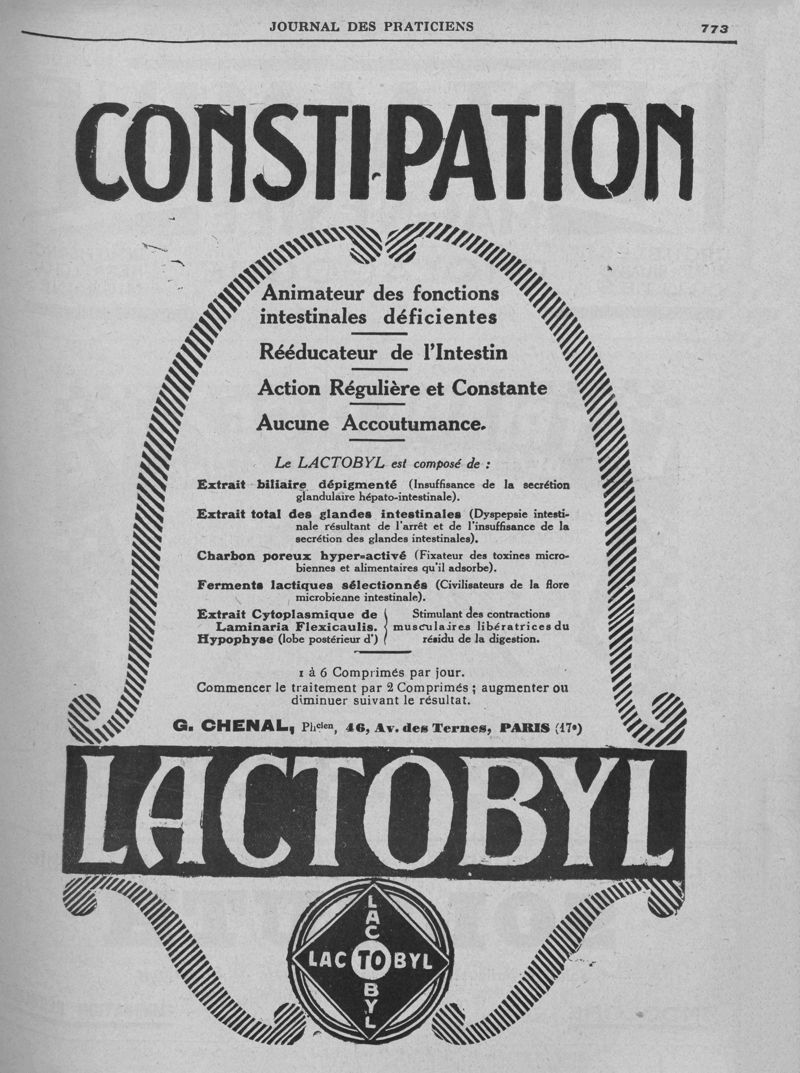 JOURNAL DES PRATICIENS 773
CONSTIPATION
Animateur des fonctions
intestinales déficientes
Rééducateur de l'Intestin
Action Régulière et Constante
Aucune Accoutumance.
Le LACTOBYL est composé de :
Extrait biliaire dépigmenté (Insuffisance de la secrétion
glandulaire hépato-intestinale).
Extrait total des glandes intestinales (Dyspepsie intesti-
nale résultant de l'arrêt et de l'insuffisance de la
secrétion des glandes intestinales).
Charbon poreux hyper=activé (Fixateur des toxines micro-
biennes et alimentaires qu'il adsorbe).
Ferments lactiques sélectionnés (Civilisateurs de la flore
microbienne intestinale).
Extrait Cytoplasmique de
Laminaria Flexicaulis.
Hypophyse (lobe postérieur d')
Stimulant des contractions
musculaires libératrices du
résidu de la digestion.
1 à 6 Comprimés par jour.
Commencer le traitement par 2 Comprimés ; augmenter ou
diminuer suivant le résultat.
G. CHENAL, Phcien, 46, Av. des Ternes, PARIS (17e)
LACTOBYL
LAC
LAC TO BYL
BYL